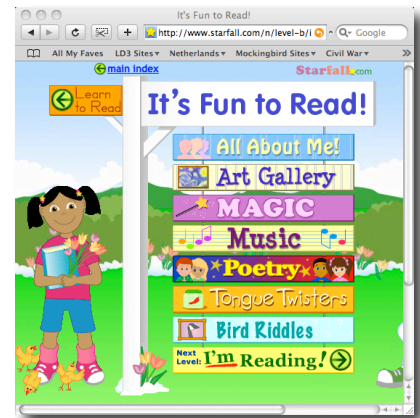 It's Fun to Read!
http://www.starfall.com/n/level-b/i
Google
All My Faves LD3 Sites Netherlands Mockingbird Sites Civil War
main index
Starfall.com
Learn
to Read
It's Fun to Read!
All About Me!
Art Gallery
MAGIC
Music
Poetry
Tongue Twisters
Bird Riddles
Next
Level:
I'm Reading!